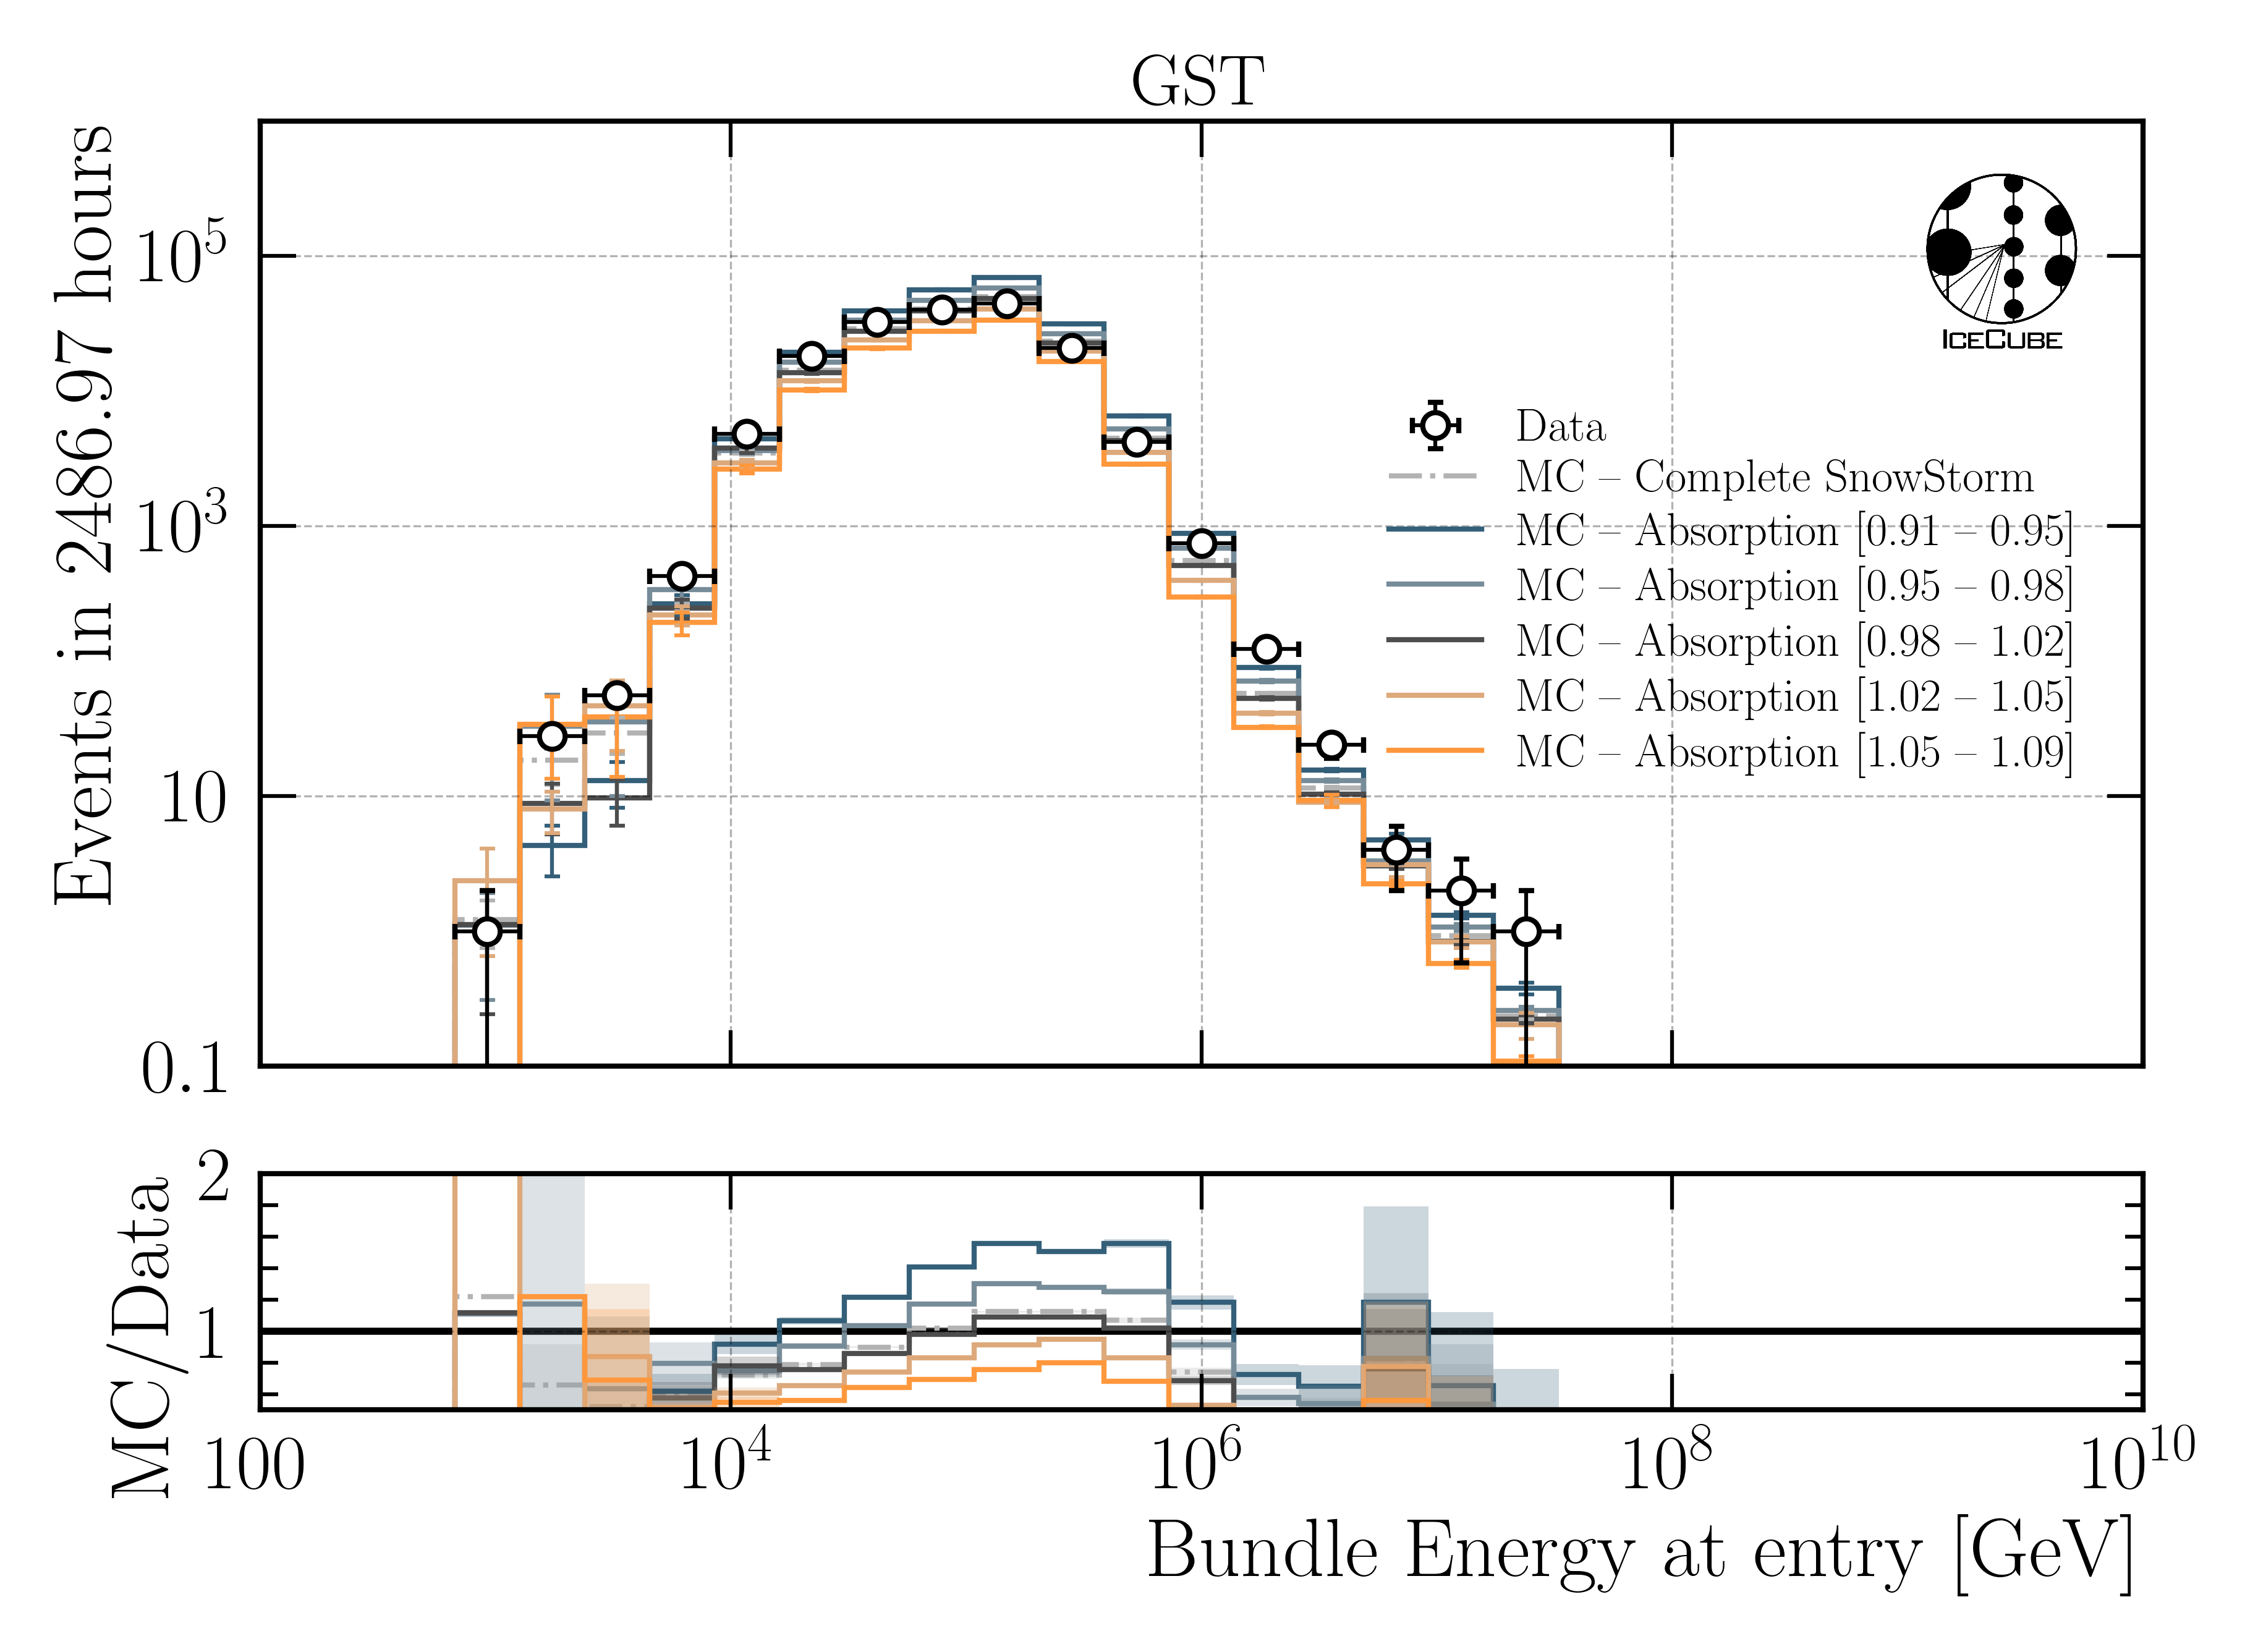 GST
Events in 2486.97 hours
10^5
10^3
10
0.1
ICECUBE
Data
MC – Complete SnowStorm
MC – Absorption [0.91 – 0.95]
MC – Absorption [0.95 – 0.98]
MC – Absorption [0.98 – 1.02]
MC – Absorption [1.02 – 1.05]
MC – Absorption [1.05 – 1.09]
MC/Data
2
1
100 10^4 10^6 10^8 10^10
Bundle Energy at entry [GeV]